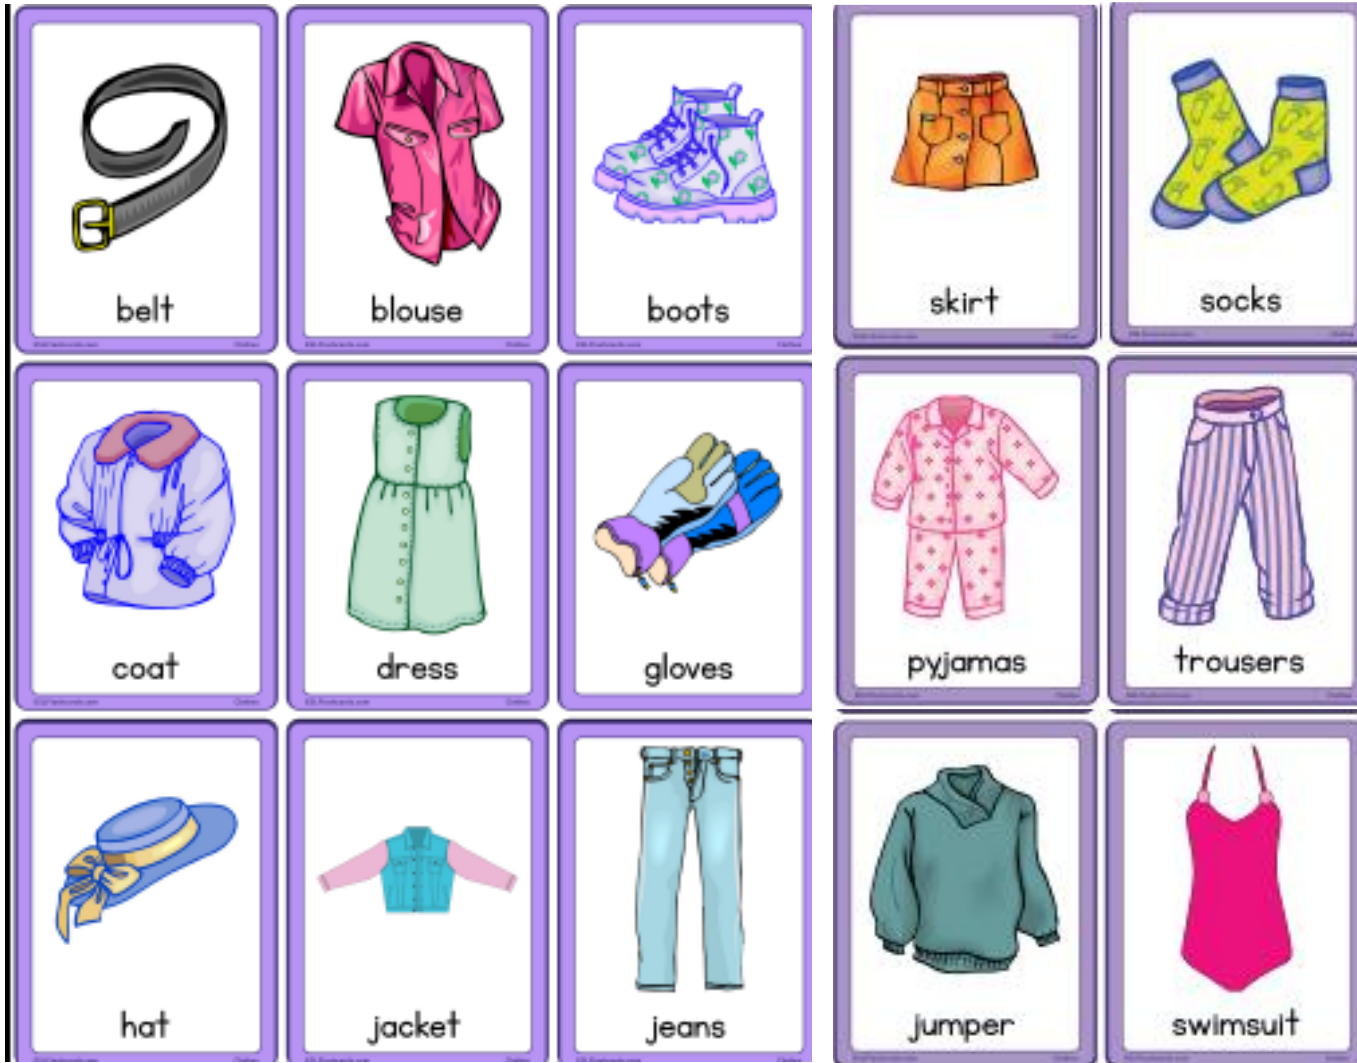 belt
blouse
boots
skirt
socks
coat
dress
gloves
pyjamas
trousers
hat
jacket
jeans
jumper
swimsuit